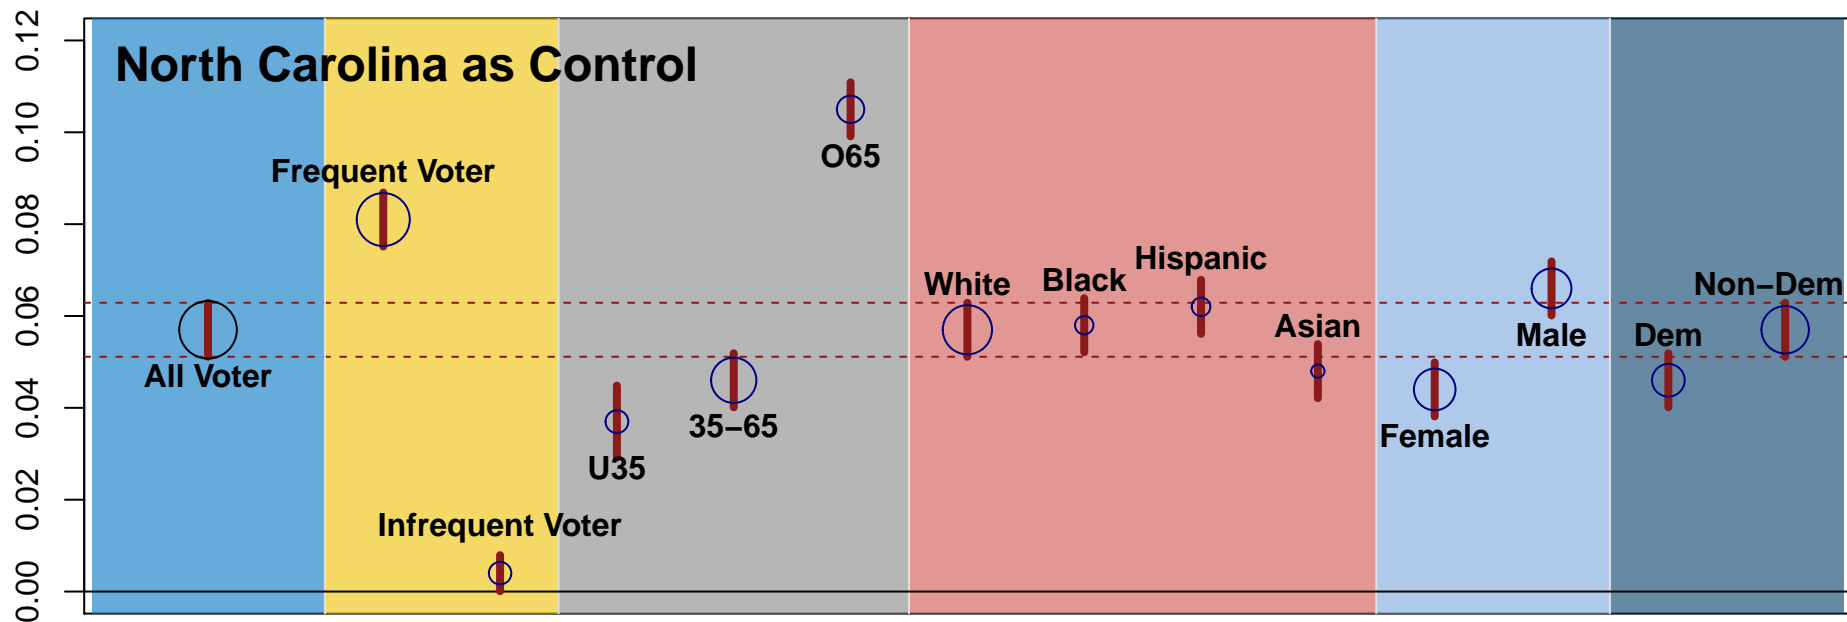 North Carolina as Control
0.12
0.10
0.08
0.06
0.04
0.02
0.00
All Voter
Frequent Voter
Infrequent Voter
U35
35−65
O65
White
Black
Hispanic
Asian
Female
Male
Dem
Non−Dem